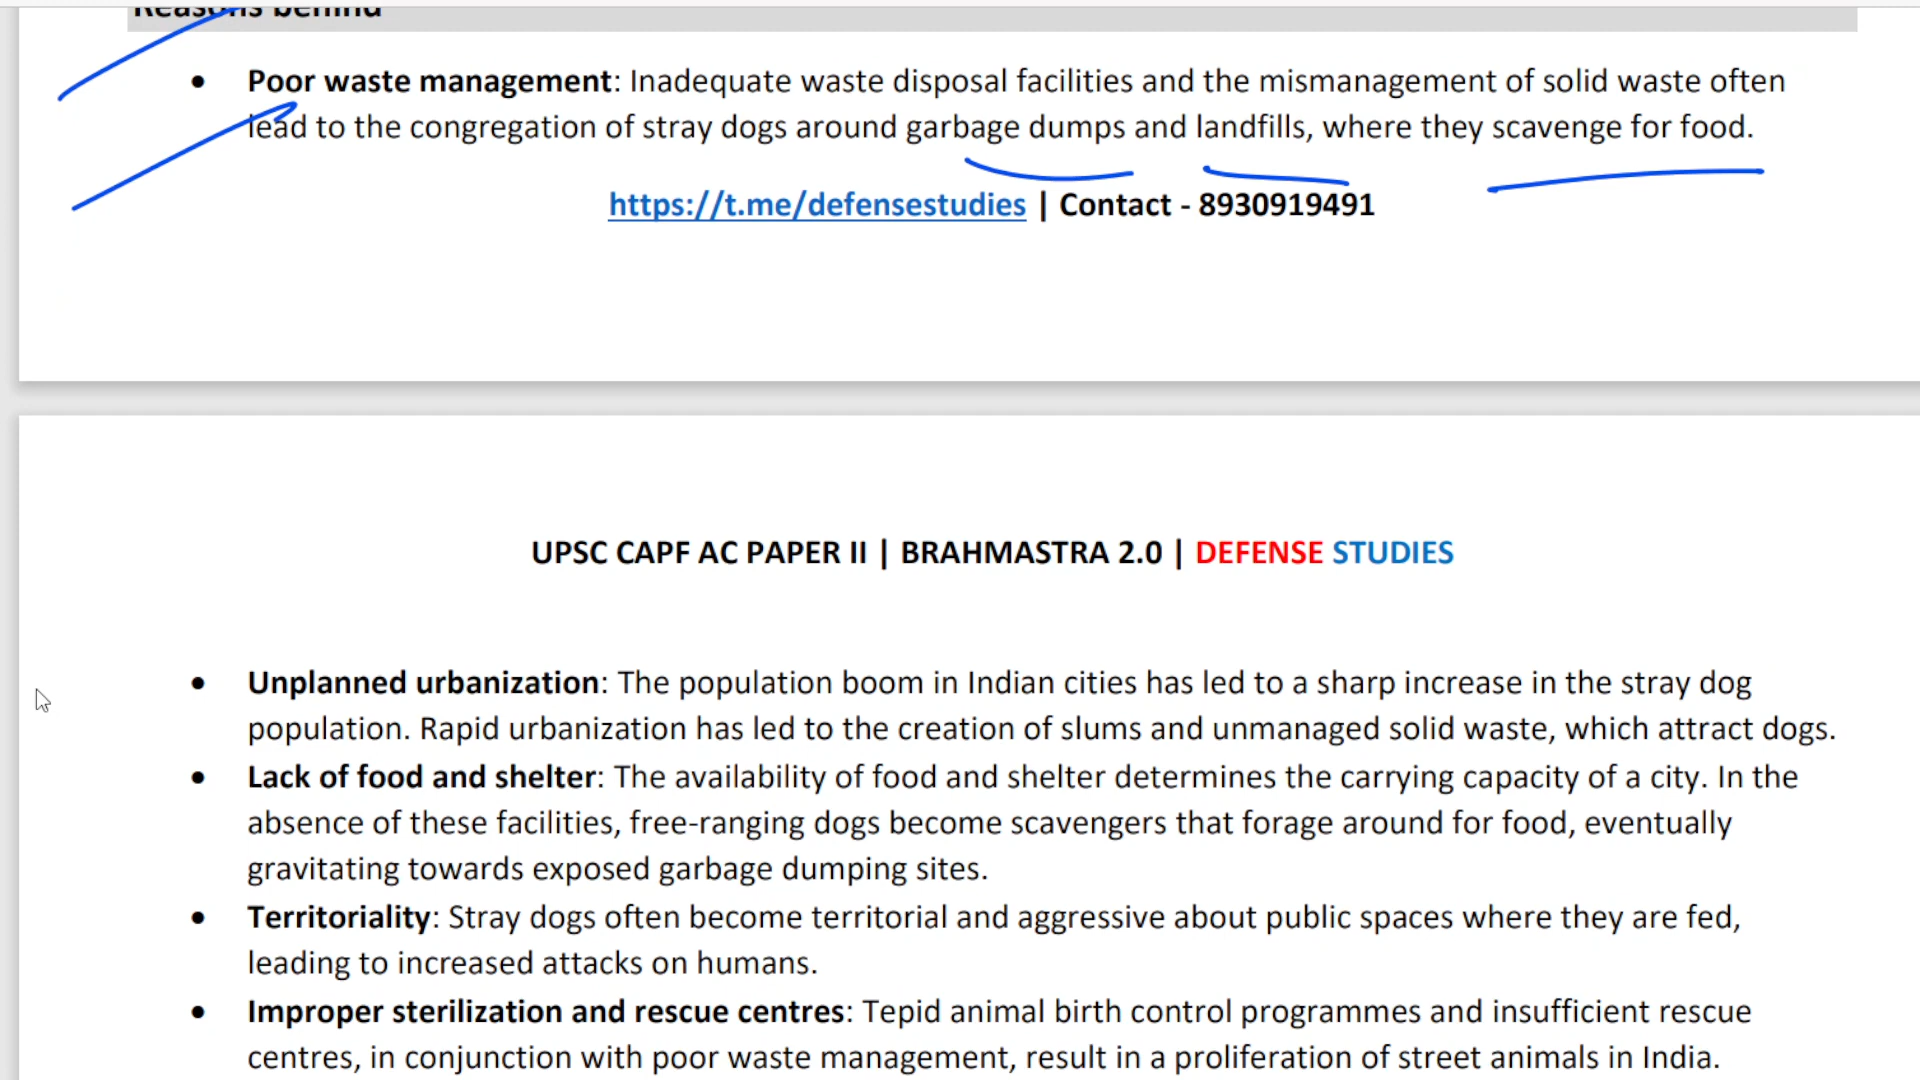 Reasons behind
• Poor waste management: Inadequate waste disposal facilities and the mismanagement of solid waste often
lead to the congregation of stray dogs around garbage dumps and landfills, where they scavenge for food.
https://t.me/defensestudies | Contact - 8930919491
UPSC CAPF AC PAPER II | BRAHMASTRA 2.0 | DEFENSE STUDIES
• Unplanned urbanization: The population boom in Indian cities has led to a sharp increase in the stray dog
population. Rapid urbanization has led to the creation of slums and unmanaged solid waste, which attract dogs.
• Lack of food and shelter: The availability of food and shelter determines the carrying capacity of a city. In the
absence of these facilities, free-ranging dogs become scavengers that forage around for food, eventually
gravitating towards exposed garbage dumping sites.
• Territoriality: Stray dogs often become territorial and aggressive about public spaces where they are fed,
leading to increased attacks on humans.
• Improper sterilization and rescue centres: Tepid animal birth control programmes and insufficient rescue
centres, in conjunction with poor waste management, result in a proliferation of street animals in India.